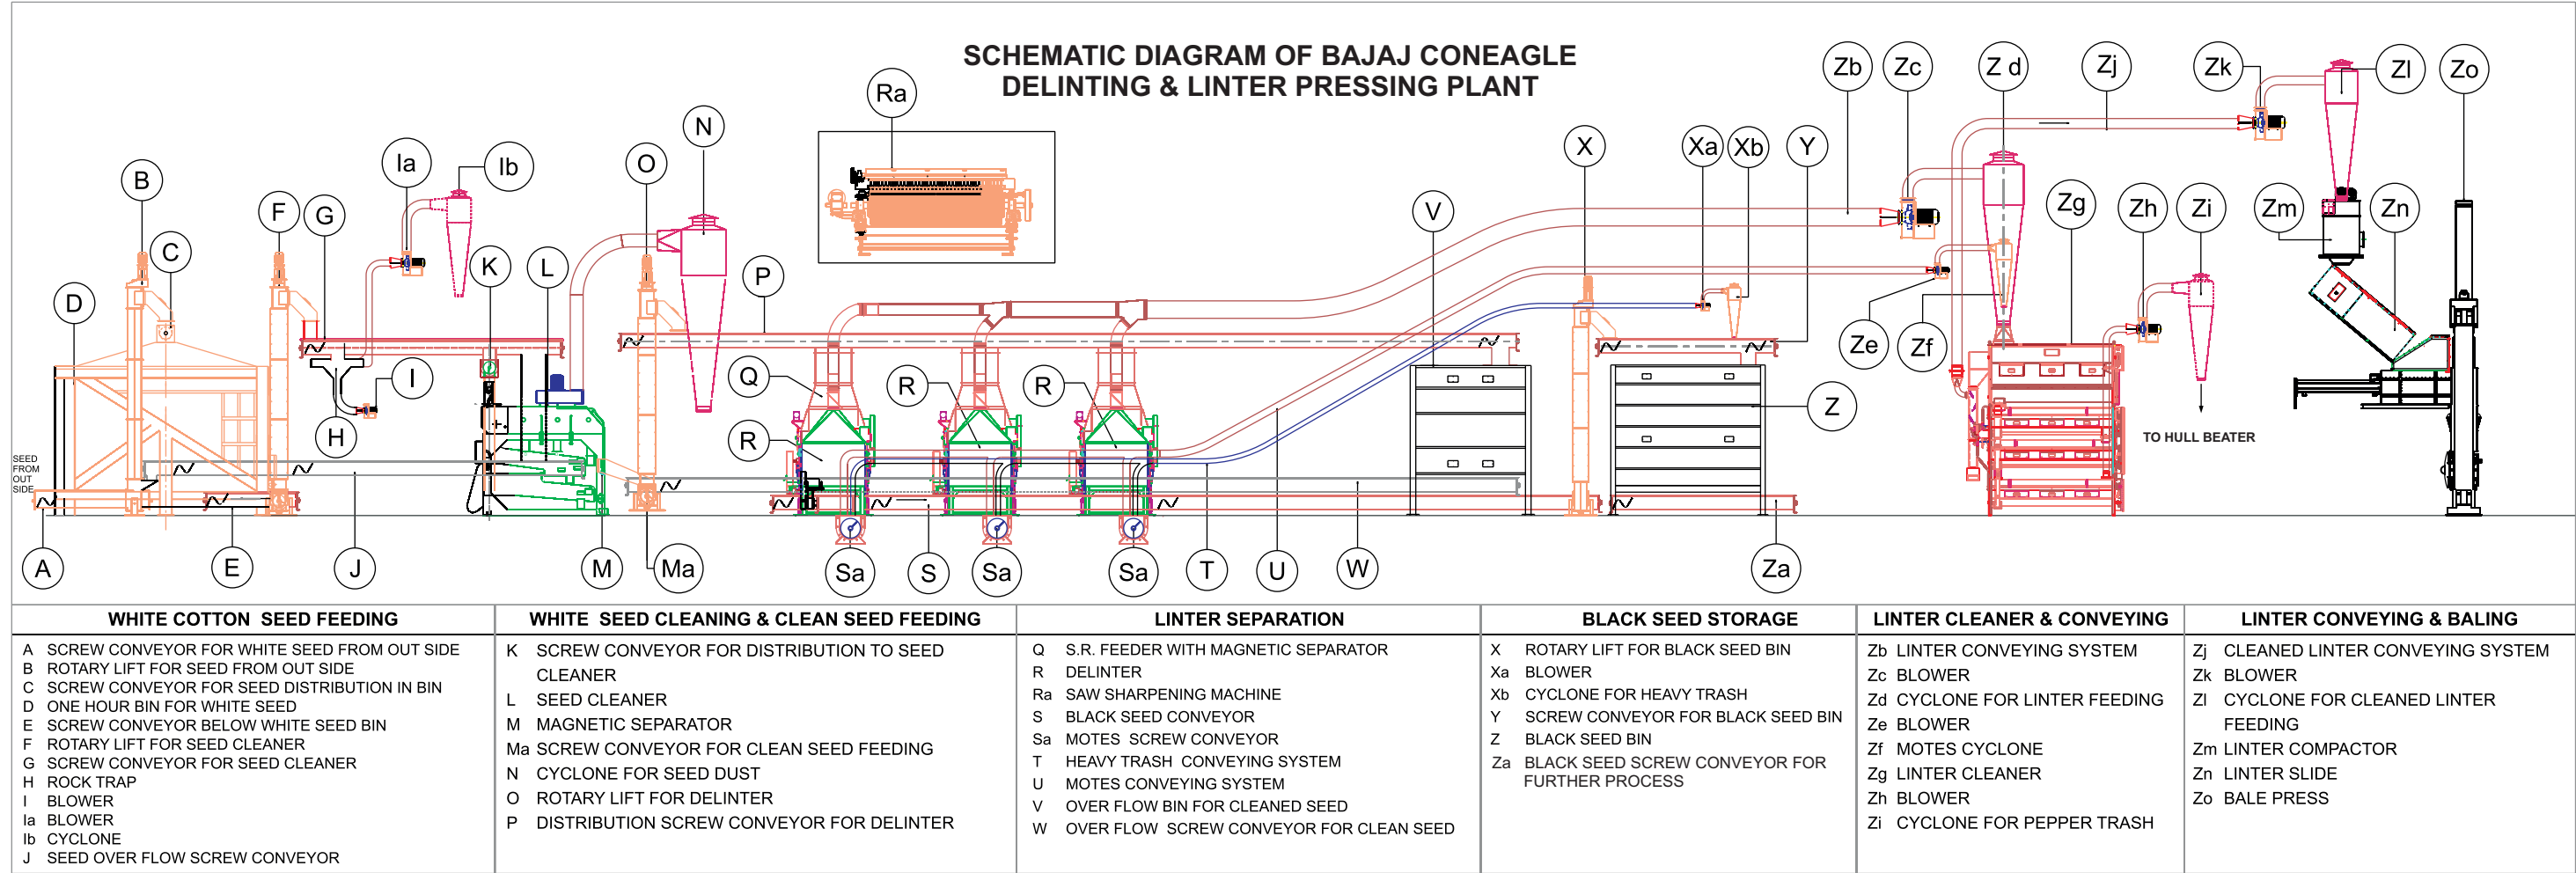 SCHEMATIC DIAGRAM OF BAJAJ CONEAGLE
DELINTING & LINTER PRESSING PLANT
Ra
N
B
Ia
Ib
O
F
G
C
K
L
D
P
I
H
Q
R
R
R
V
X
Xa
Xb
Y
Zb
Zc
Z d
Zj
Zk
Zl
Zo
Zg
Zh
Zi
Zm
Zn
Ze
Zf
Z
TO HULL BEATER
SEED
FROM
OUT
SIDE
A
E
J
M
Ma
Sa
S
Sa
Sa
T
U
W
Za
WHITE COTTON SEED FEEDING
A SCREW CONVEYOR FOR WHITE SEED FROM OUT SIDE
B ROTARY LIFT FOR SEED FROM OUT SIDE
C SCREW CONVEYOR FOR SEED DISTRIBUTION IN BIN
D ONE HOUR BIN FOR WHITE SEED
E SCREW CONVEYOR BELOW WHITE SEED BIN
F ROTARY LIFT FOR SEED CLEANER
G SCREW CONVEYOR FOR SEED CLEANER
H ROCK TRAP
I BLOWER
Ia BLOWER
Ib CYCLONE
J SEED OVER FLOW SCREW CONVEYOR
WHITE SEED CLEANING & CLEAN SEED FEEDING
K SCREW CONVEYOR FOR DISTRIBUTION TO SEED
CLEANER
L SEED CLEANER
M MAGNETIC SEPARATOR
Ma SCREW CONVEYOR FOR CLEAN SEED FEEDING
N CYCLONE FOR SEED DUST
O ROTARY LIFT FOR DELINTER
P DISTRIBUTION SCREW CONVEYOR FOR DELINTER
LINTER SEPARATION
Q S.R. FEEDER WITH MAGNETIC SEPARATOR
R DELINTER
Ra SAW SHARPENING MACHINE
S BLACK SEED CONVEYOR
Sa MOTES SCREW CONVEYOR
T HEAVY TRASH CONVEYING SYSTEM
U MOTES CONVEYING SYSTEM
V OVER FLOW BIN FOR CLEANED SEED
W OVER FLOW SCREW CONVEYOR FOR CLEAN SEED
BLACK SEED STORAGE
X ROTARY LIFT FOR BLACK SEED BIN
Xa BLOWER
Xb CYCLONE FOR HEAVY TRASH
Y SCREW CONVEYOR FOR BLACK SEED BIN
Z BLACK SEED BIN
Za BLACK SEED SCREW CONVEYOR FOR
FURTHER PROCESS
LINTER CLEANER & CONVEYING
Zb LINTER CONVEYING SYSTEM
Zc BLOWER
Zd CYCLONE FOR LINTER FEEDING
Ze BLOWER
Zf MOTES CYCLONE
Zg LINTER CLEANER
Zh BLOWER
Zi CYCLONE FOR PEPPER TRASH
LINTER CONVEYING & BALING
Zj CLEANED LINTER CONVEYING SYSTEM
Zk BLOWER
Zl CYCLONE FOR CLEANED LINTER
FEEDING
Zm LINTER COMPACTOR
Zn LINTER SLIDE
Zo BALE PRESS